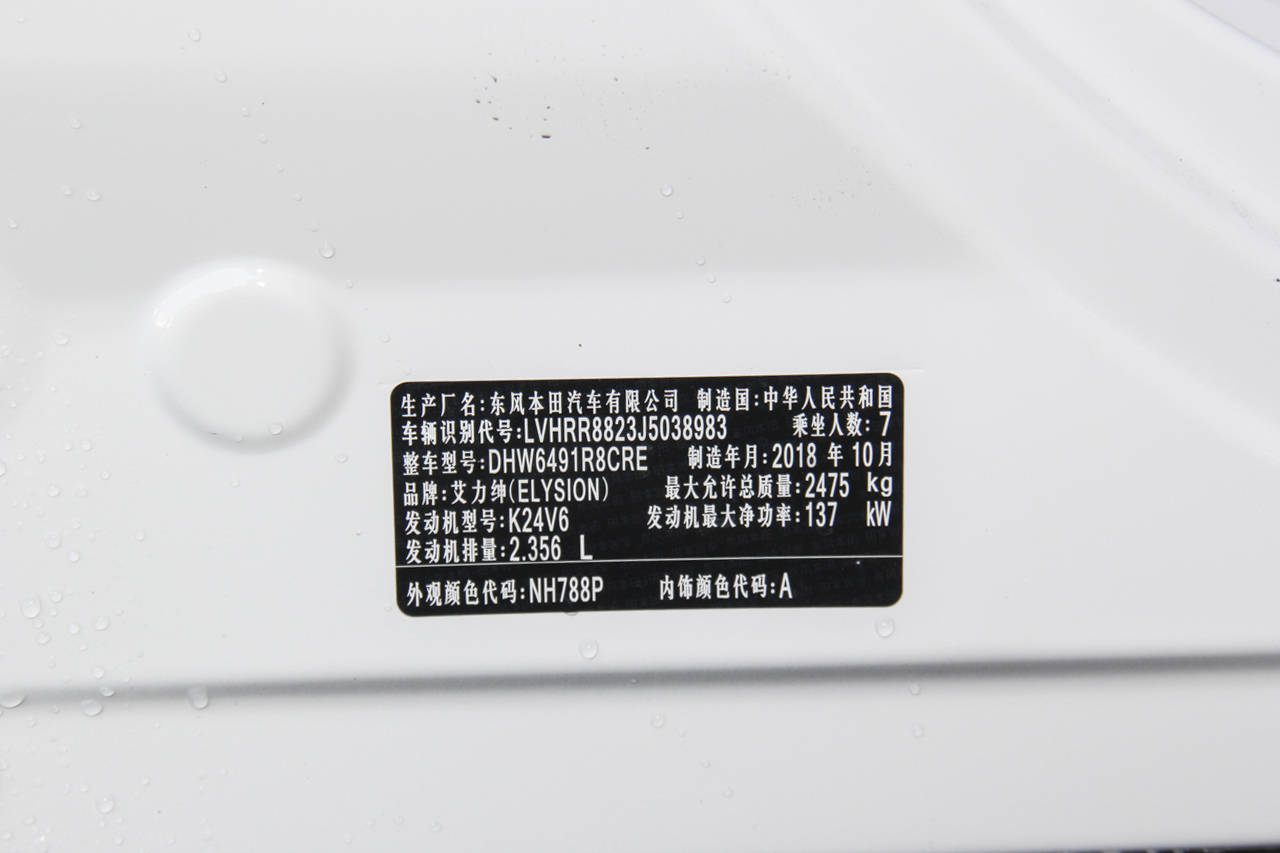 生产厂名:东风本田汽车有限公司 制造国:中华人民共和国
车辆识别代号:LVHRR8823J5038983 乘坐人数:7
整车型号:DHW6491R8CRE 制造年月:2018 年 10月
品牌:艾力绅(ELYSION) 最大允许总质量:2475 kg
发动机型号:K24V6 发动机最大净功率:137 kW
发动机排量:2.356 L
外观颜色代码:NH788P 内饰颜色代码:A